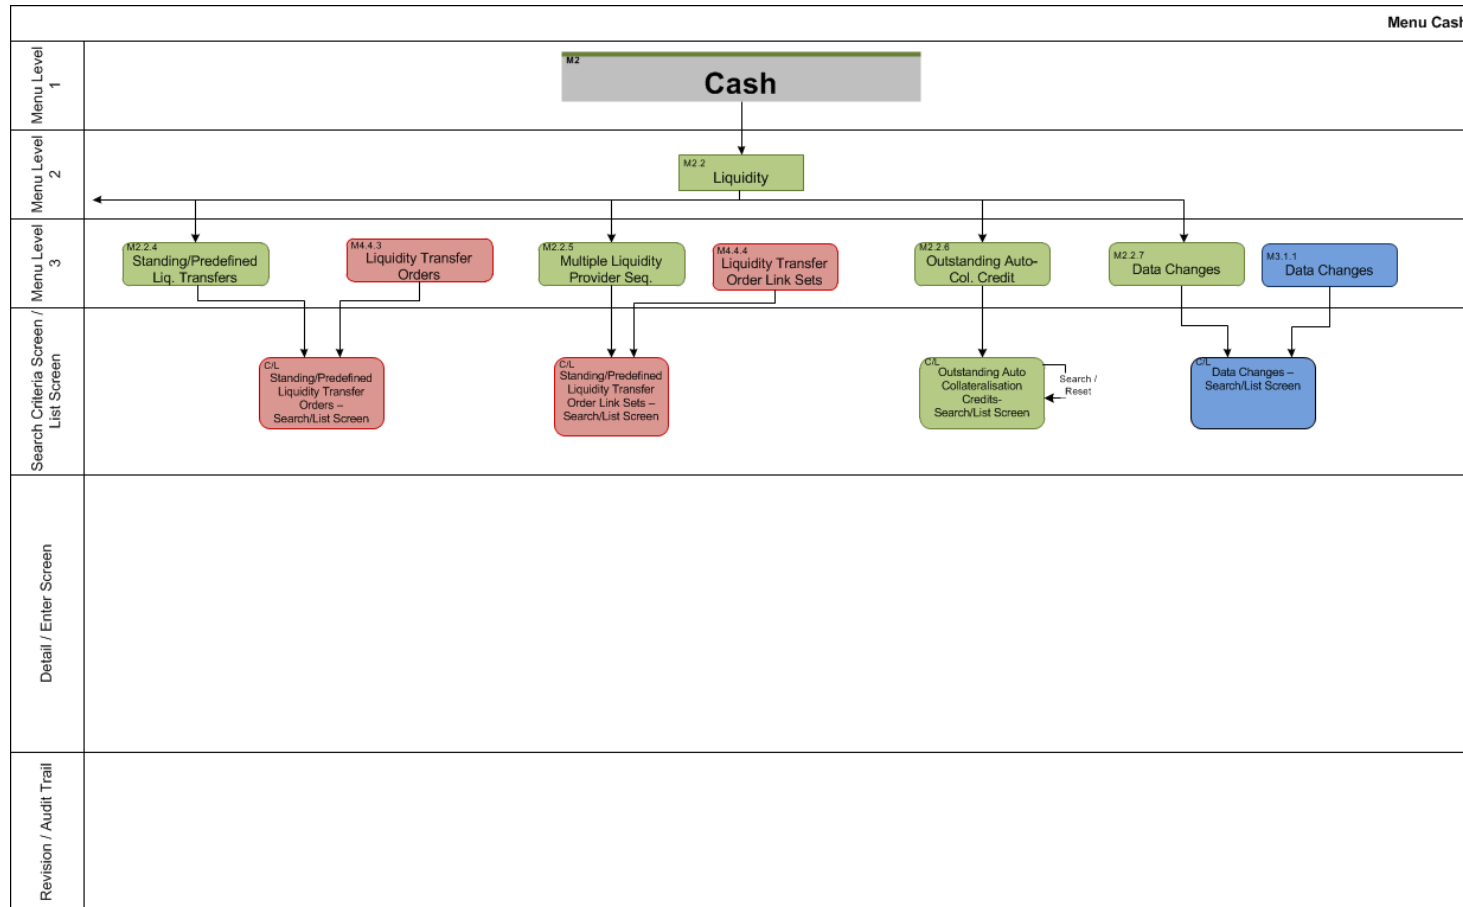 Menu Cash
Menu Level
1
M2
Cash
Menu Level
2
M2.2
Liquidity
Menu Level
3
M2.2.4
Standing/Predefined
Liq. Transfers
M4.4.3
Liquidity Transfer
Orders
M2.2.5
Multiple Liquidity
Provider Seq.
M4.4.4
Liquidity Transfer
Order Link Sets
M2.2.6
Outstanding Auto-
Col. Credit
M2.2.7
Data Changes
M3.1.1
Data Changes
Search Criteria Screen /
List Screen
C/L
Standing/Predefined
Liquidity Transfer
Orders –
Search/List Screen
C/L
Standing/Predefined
Liquidity Transfer
Order Link Sets –
Search/List Screen
C/L
Outstanding Auto
Collateralisation
Credits-
Search/List Screen
Search /
Reset
C/L
Data Changes –
Search/List Screen
Detail / Enter Screen
Revision / Audit Trail